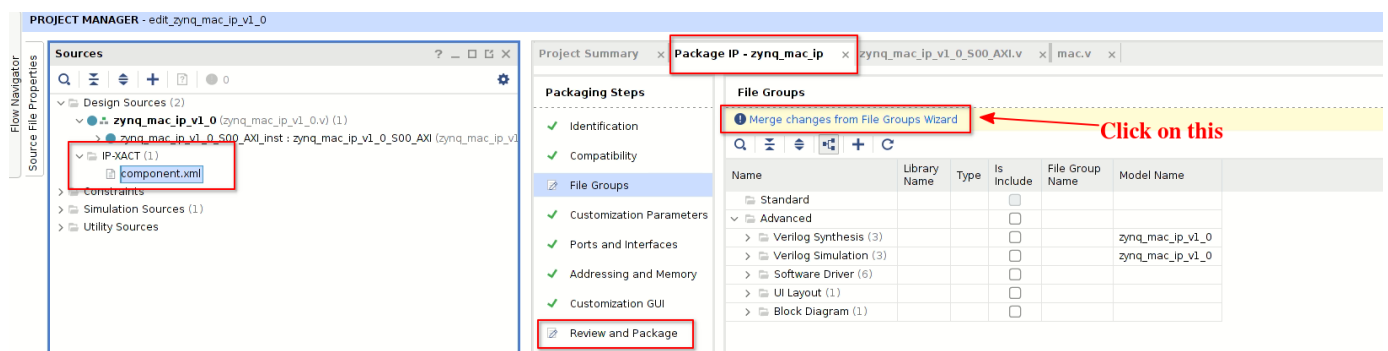 PROJECT MANAGER - edit_zynq_mac_ip_v1_0
Flow Navigator
Source File Properties
Sources
? _ □ X
0
Design Sources (2)
zynq_mac_ip_v1_0 (zynq_mac_ip_v1_0.v) (1)
zynq_mac_ip_v1_0_S00_AXI_inst : zynq_mac_ip_v1_0_S00_AXI (zynq_mac_ip_v1
IP-XACT (1)
component.xml
Constraints
Simulation Sources (1)
Utility Sources
Project Summary x Package IP - zynq_mac_ip x zynq_mac_ip_v1_0_S00_AXI.v x mac.v x
Packaging Steps
Identification
Compatibility
File Groups
Customization Parameters
Ports and Interfaces
Addressing and Memory
Customization GUI
Review and Package
File Groups
Merge changes from File Groups Wizard
Click on this
Name Library Name Type Is Include File Group Name Model Name
Standard
Advanced
Verilog Synthesis (3) zynq_mac_ip_v1_0
Verilog Simulation (3) zynq_mac_ip_v1_0
Software Driver (6)
UI Layout (1)
Block Diagram (1)